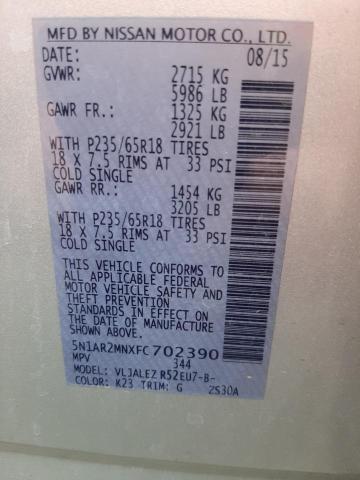 MFD BY NISSAN MOTOR CO., LTD.
DATE: 08/15
GVWR: 2715 KG
5986 LB
GAWR FR.: 1325 KG
2921 LB
WITH P235/65R18 TIRES
18 X 7.5 RIMS AT 33 PSI
COLD SINGLE
GAWR RR.: 1454 KG
3205 LB
WITH P235/65R18 TIRES
18 X 7.5 RIMS AT 33 PSI
COLD SINGLE
THIS VEHICLE CONFORMS TO
ALL APPLICABLE FEDERAL
MOTOR VEHICLE SAFETY AND
THEFT PREVENTION
STANDARDS IN EFFECT ON
THE DATE OF MANUFACTURE
SHOWN ABOVE.
5N1AR2MNXFC702390
MPV 344
MODEL: VLJALEZ R52EU7-B-
COLOR: K23 TRIM: G 2S30A